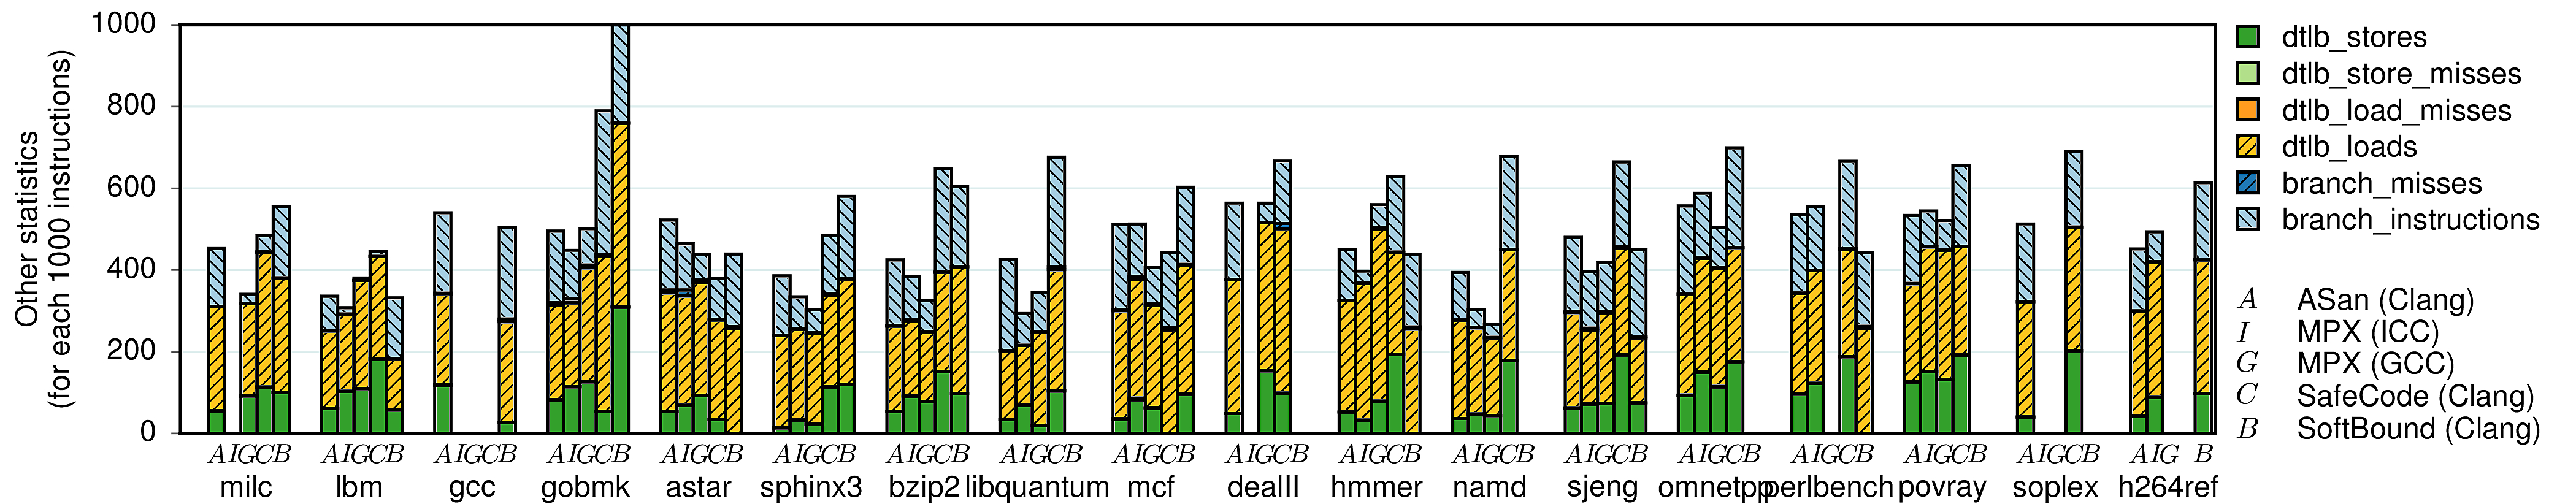 Other statistics
(for each 1000 instructions)
1000
800
600
400
200
0
AIGCB AIGCB AIGCB AIGCB AIGCB AIGCB AIGCB AIGCB AIGCB AIGCB AIGCB AIGCB AIGCB AIGCB AIGCB AIGCB AIGCB AIG B
milc lbm gcc gobmk astar sphinx3 bzip2 libquantum mcf dealII hmmer namd sjeng omnetpp perlbench povray soplex h264ref
dtlb_stores
dtlb_store_misses
dtlb_load_misses
dtlb_loads
branch_misses
branch_instructions
A ASan (Clang)
I MPX (ICC)
G MPX (GCC)
C SafeCode (Clang)
B SoftBound (Clang)